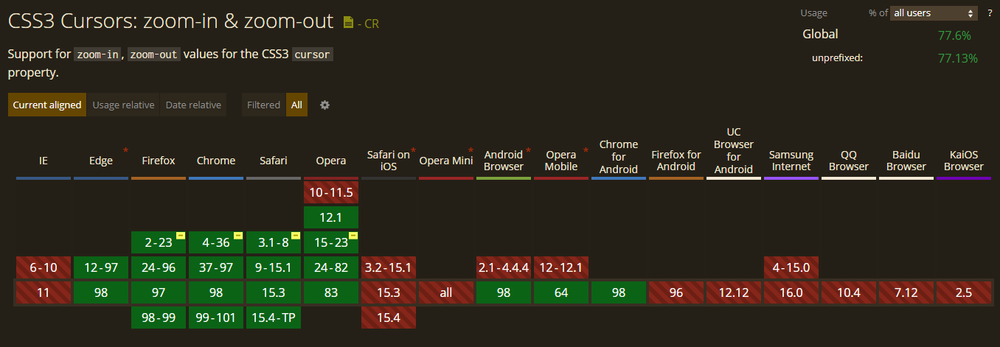 CSS3 Cursors: zoom-in & zoom-out - CR
Usage % of all users ?
Global 77.6%
unprefixed: 77.13%
Support for zoom-in, zoom-out values for the CSS3 cursor
property.
Current aligned Usage relative Date relative Filtered All
IE
Edge *
Firefox
Chrome
Safari
Opera
Safari on *
iOS
Opera Mini *
Android *
Browser
Opera *
Mobile
Chrome
for
Android
Firefox for
Android
UC
Browser
for
Android
Samsung
Internet
QQ
Browser
Baidu
Browser
KaiOS
Browser
10-11.5
12.1
2-23 4-36 3.1-8 15-23
6-10 12-97 24-96 37-97 9-15.1 24-82 3.2-15.1 2.1-4.4.4 12-12.1 4-15.0
11 98 97 98 15.3 83 15.3 all 98 64 98 96 12.12 16.0 10.4 7.12 2.5
98-99 99-101 15.4-TP 15.4